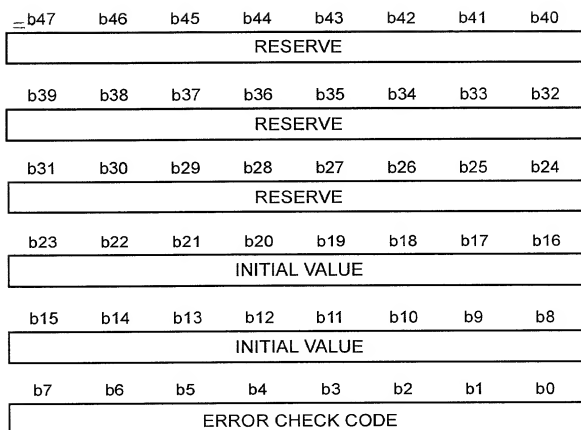 b47 b46 b45 b44 b43 b42 b41 b40
RESERVE
b39 b38 b37 b36 b35 b34 b33 b32
RESERVE
b31 b30 b29 b28 b27 b26 b25 b24
RESERVE
b23 b22 b21 b20 b19 b18 b17 b16
INITIAL VALUE
b15 b14 b13 b12 b11 b10 b9 b8
INITIAL VALUE
b7 b6 b5 b4 b3 b2 b1 b0
ERROR CHECK CODE